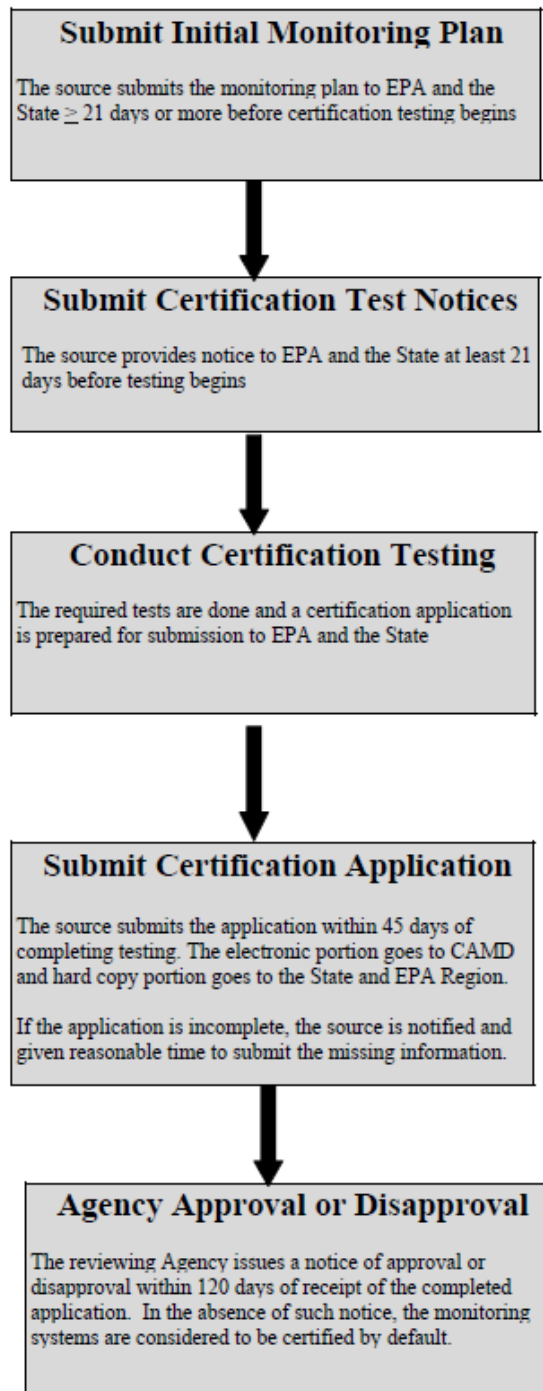 Submit Initial Monitoring Plan
The source submits the monitoring plan to EPA and the
State ≥ 21 days or more before certification testing begins
Submit Certification Test Notices
The source provides notice to EPA and the State at least 21
days before testing begins
Conduct Certification Testing
The required tests are done and a certification application
is prepared for submission to EPA and the State
Submit Certification Application
The source submits the application within 45 days of
completing testing. The electronic portion goes to CAMD
and hard copy portion goes to the State and EPA Region.
If the application is incomplete, the source is notified and
given reasonable time to submit the missing information.
Agency Approval or Disapproval
The reviewing Agency issues a notice of approval or
disapproval within 120 days of receipt of the completed
application.  In the absence of such notice, the monitoring
systems are considered to be certified by default.